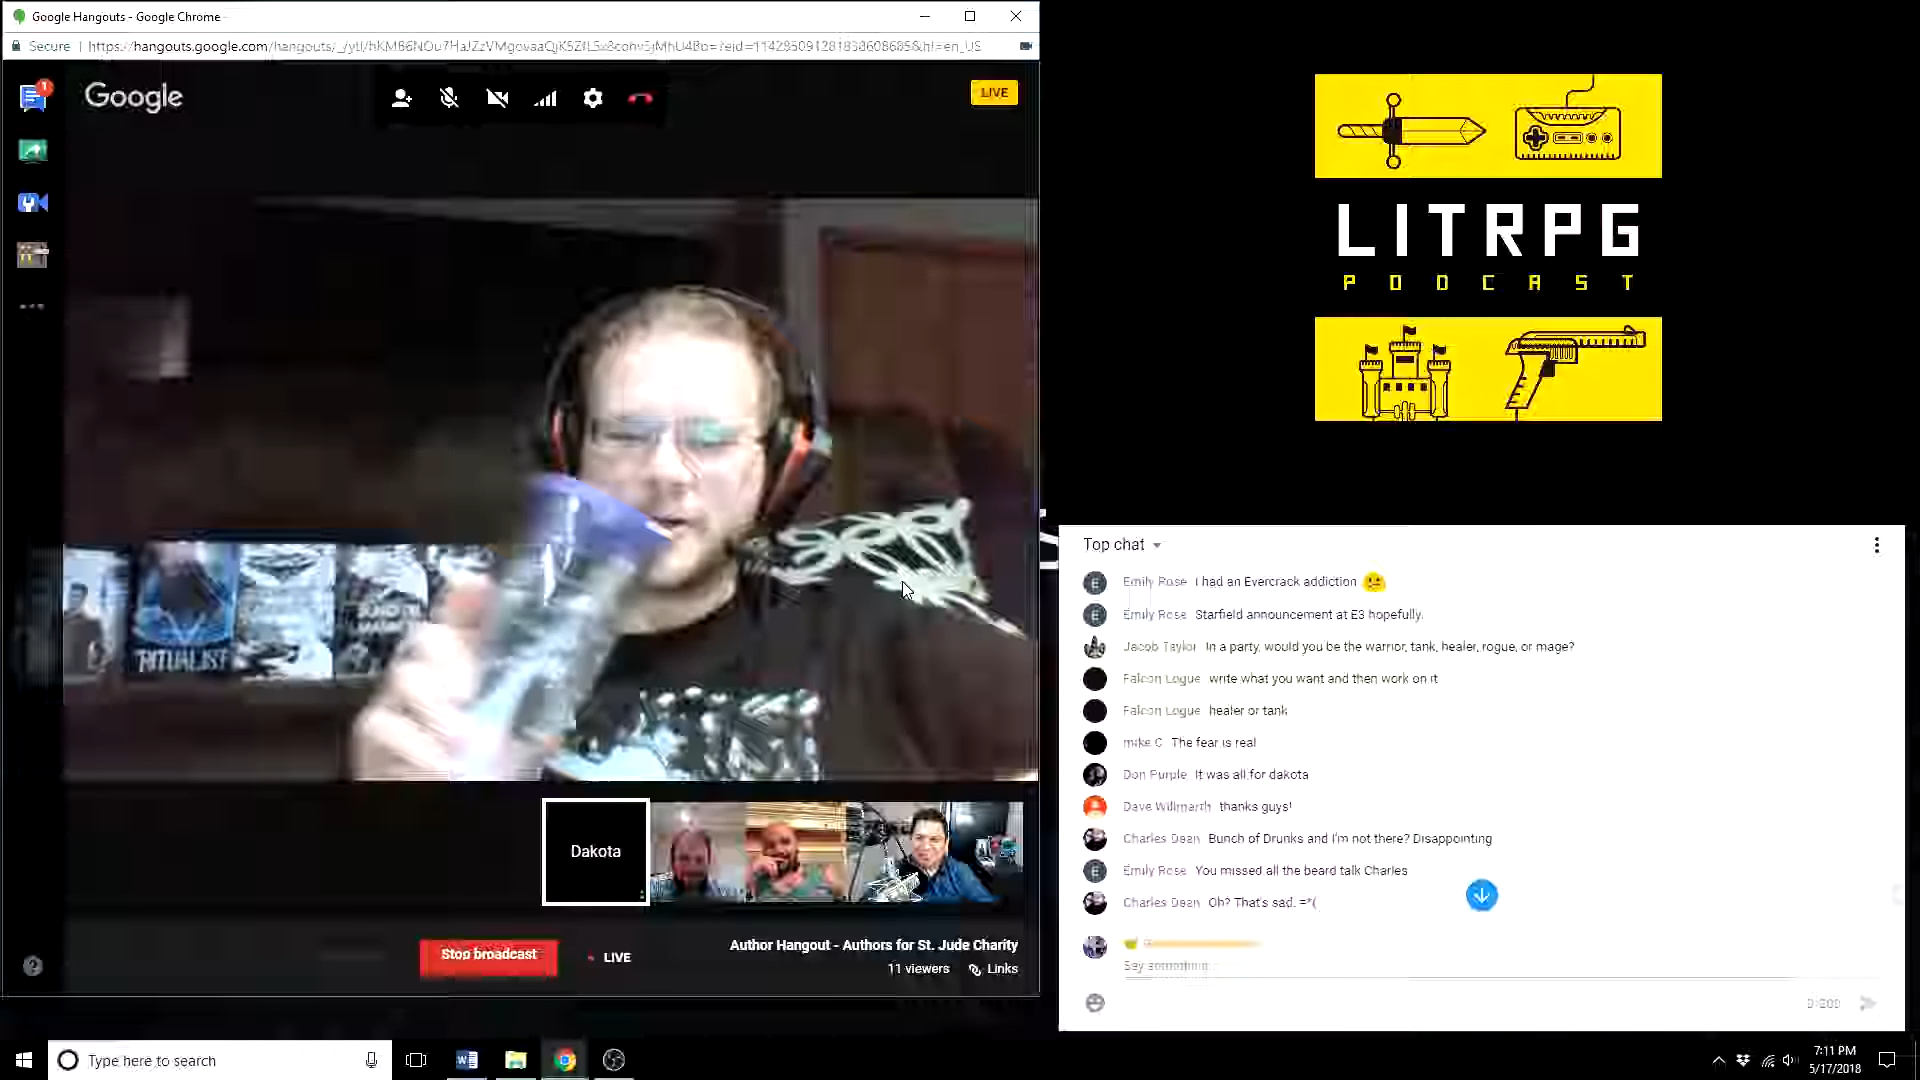 Google Hangouts - Google Chrome
Secure
1
Google
LIVE
RITUALIST
Dakota
Stop broadcast
LIVE
Author Hangout - Authors for St. Jude Charity
11 viewers
Links
LITRPG
PODCAST
Top chat
Emily Rose I had an Evercrack addiction
Emily Rose Starfield announcement at E3 hopefully.
Jacob Taylor In a party, would you be the warrior, tank, healer, rogue, or mage?
Falcon Logue write what you want and then work on it
Falcon Logue healer or tank
mike C The fear is real
Don Purple It was all for dakota
Dave Willmarth thanks guys!
Charles Dean Bunch of Drunks and I'm not there? Disappointing
Emily Rose You missed all the beard talk Charles
Charles Dean Oh? That's sad. =*(
Say something...
0/200
Type here to search
7:11 PM
5/17/2018